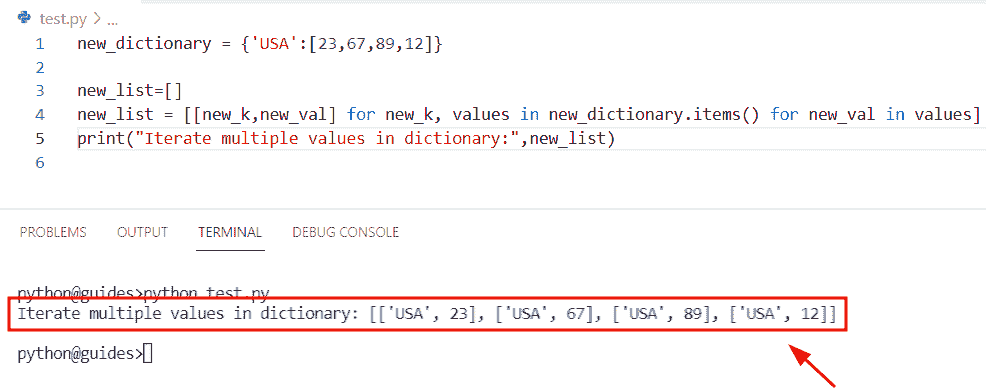 test.py > ...
1 new_dictionary = {'USA':[23,67,89,12]}
2
3 new_list=[]
4 new_list = [[new_k,new_val] for new_k, values in new_dictionary.items() for new_val in values]
5 print("Iterate multiple values in dictionary:",new_list)
6
PROBLEMS OUTPUT TERMINAL DEBUG CONSOLE
python@guides>python test.py
Iterate multiple values in dictionary: [['USA', 23], ['USA', 67], ['USA', 89], ['USA', 12]]
python@guides>